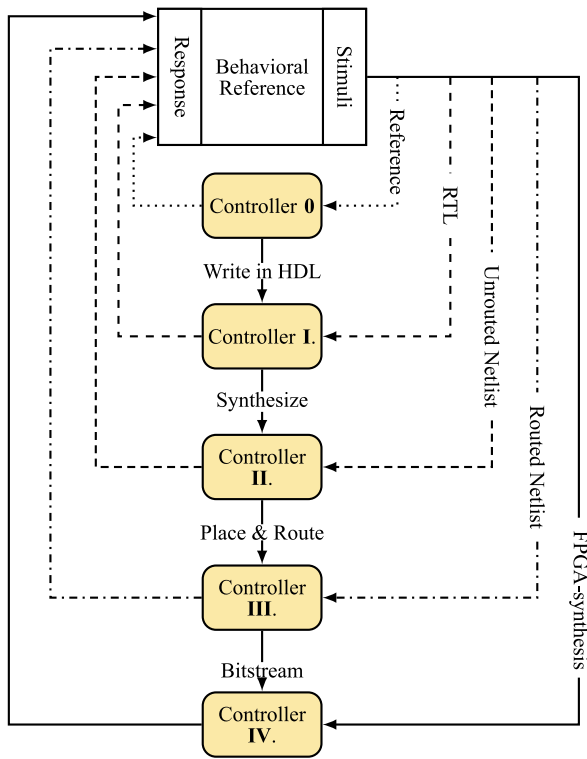 Response
Behavioral
Reference
Stimuli
Reference
Controller 0
RTL
Write in HDL
Unrouted Netlist
Controller I.
Synthesize
Routed Netlist
Controller
II.
Place & Route
FPGA-synthesis
Controller
III.
Bitstream
Controller
IV.